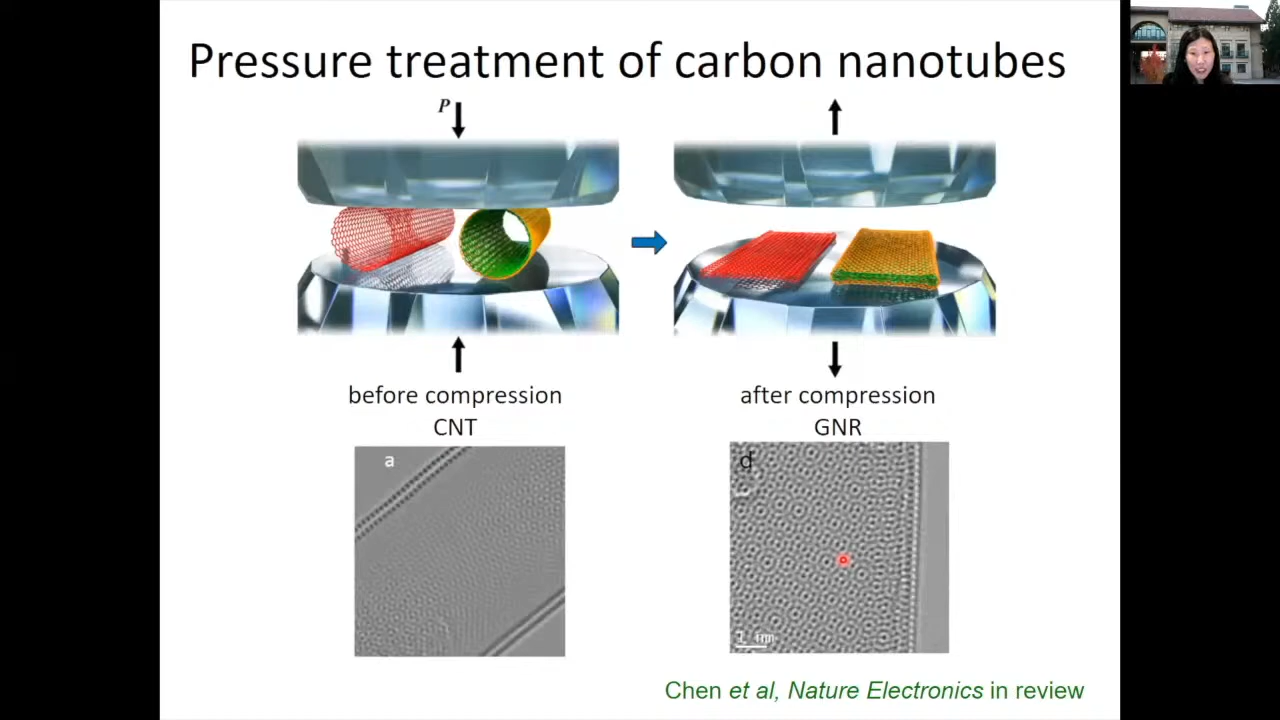 Pressure treatment of carbon nanotubes
P
before compression
CNT
after compression
GNR
a
d
1 nm
Chen et al, Nature Electronics in review